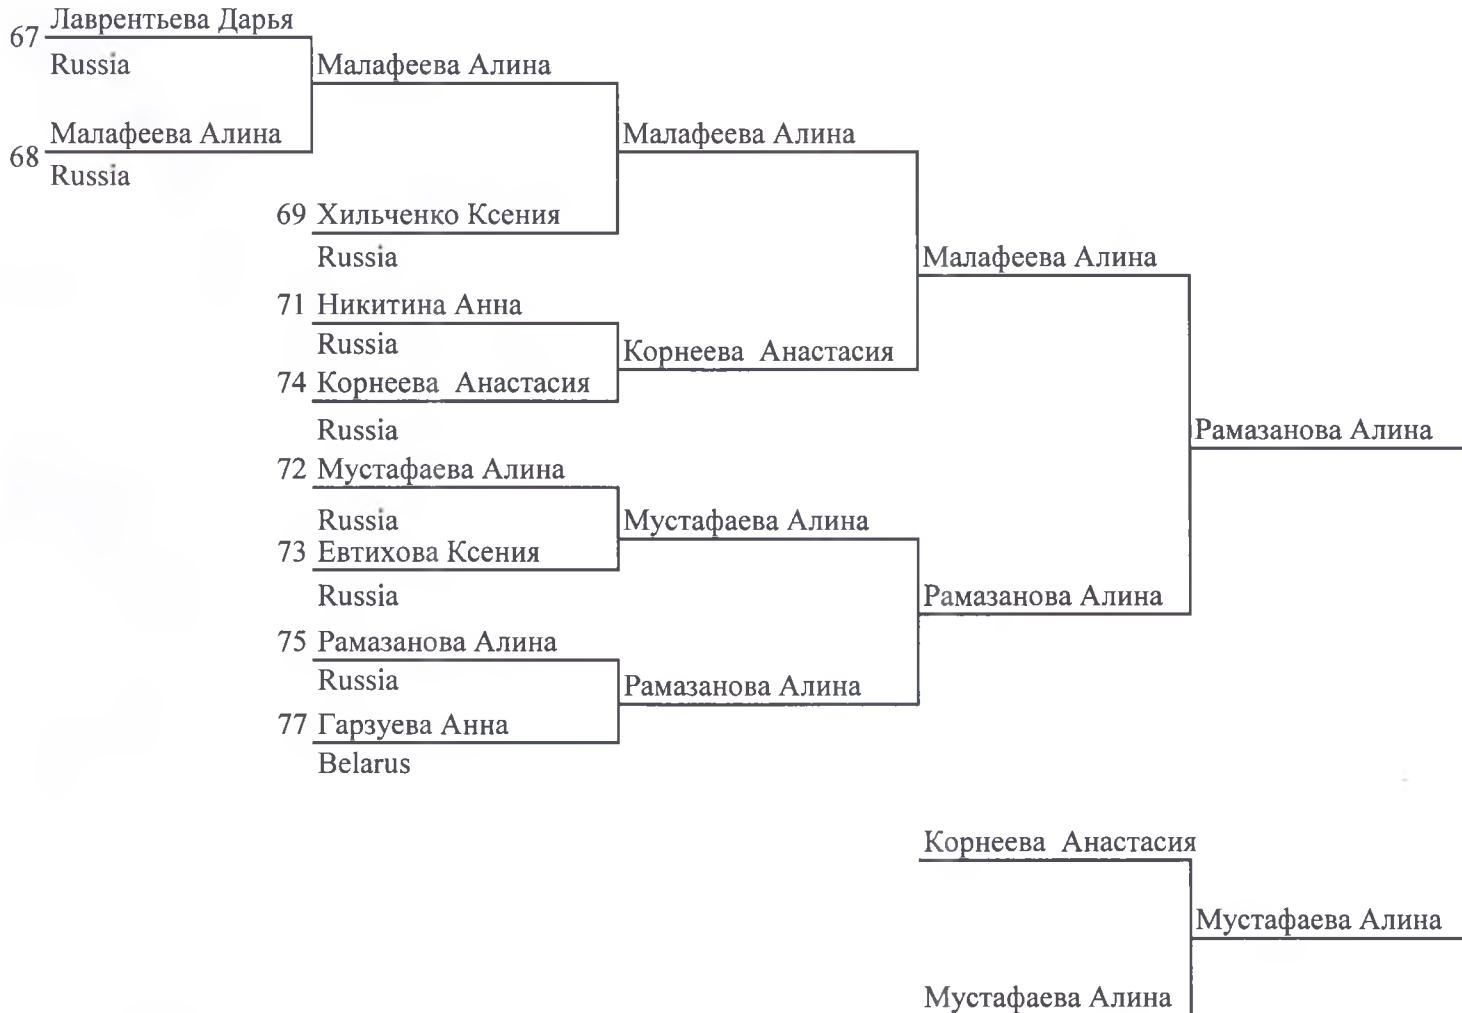 67 Лаврентьева Дарья
Russia
Малафеева Алина
68 Малафеева Алина
Russia
Малафеева Алина
69 Хильченко Ксения
Russia
Малафеева Алина
71 Никитина Анна
Russia
Корнеева Анастасия
74 Корнеева Анастасия
Russia
Рамазанова Алина
72 Мустафаева Алина
Russia
Мустафаева Алина
73 Евтихова Ксения
Russia
Рамазанова Алина
75 Рамазанова Алина
Russia
Рамазанова Алина
77 Гарзуева Анна
Belarus
Корнеева Анастасия
Мустафаева Алина
Мустафаева Алина